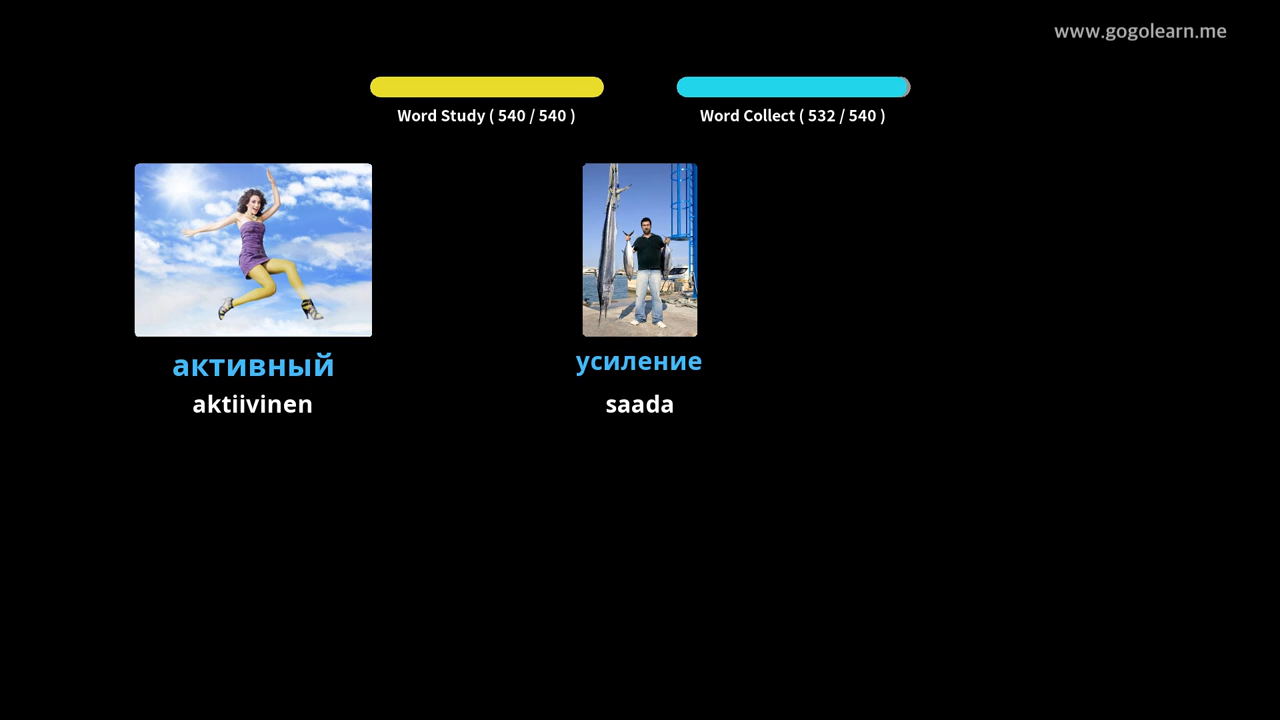 www.gogolearn.me
Word Study ( 540 / 540 )
Word Collect ( 532 / 540 )
активный
усиление
aktiivinen
saada